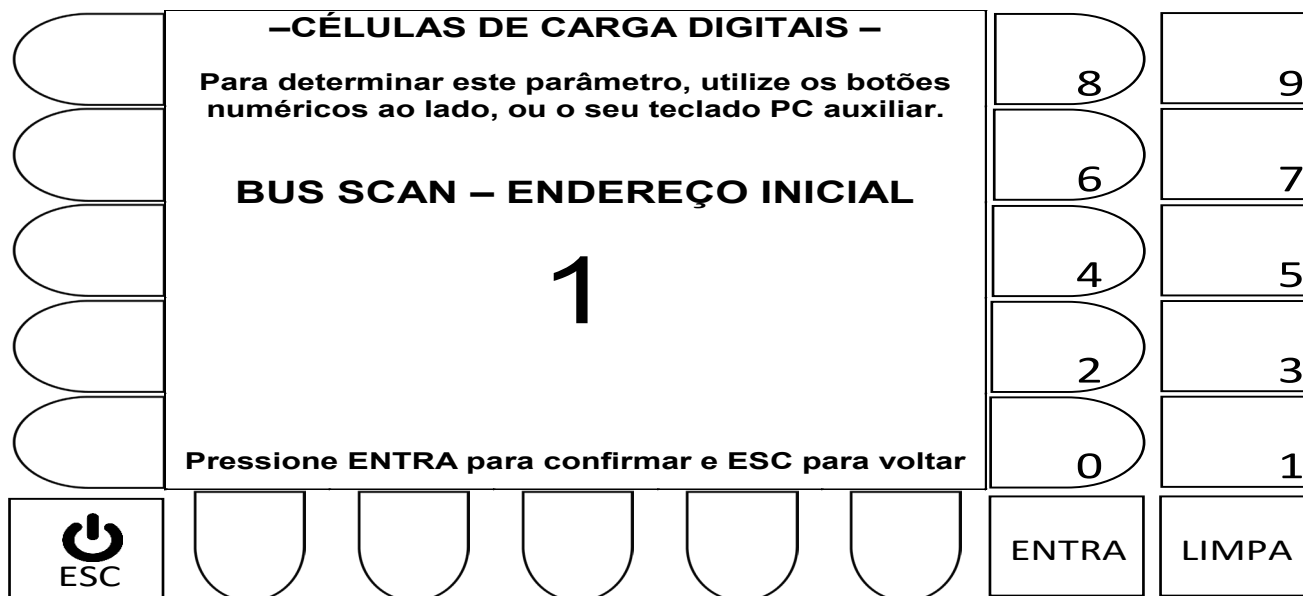 –CÉLULAS DE CARGA DIGITAIS –
Para determinar este parâmetro, utilize os botões
numéricos ao lado, ou o seu teclado PC auxiliar.
BUS SCAN – ENDEREÇO INICIAL
1
Pressione ENTRA para confirmar e ESC para voltar
8 9
6 7
4 5
2 3
0 1
ESC
ENTRA
LIMPA